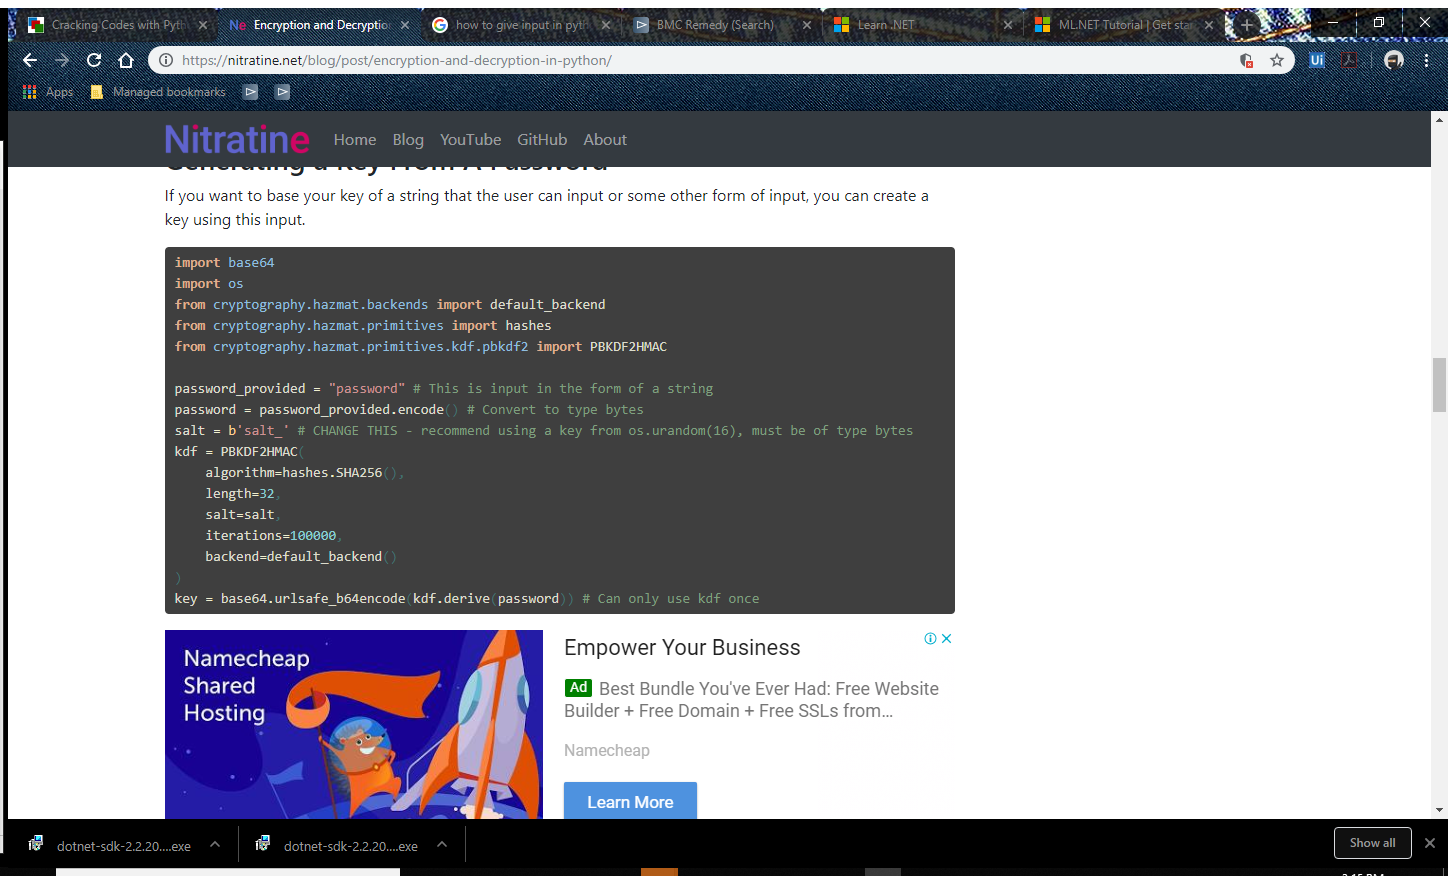 Cracking Codes with Pyth
Ne Encryption and Decryptio
how to give input in pyth
BMC Remedy (Search)
Learn .NET
ML.NET Tutorial | Get star
https://nitratine.net/blog/post/encryption-and-decryption-in-python/
Ui
Apps
Managed bookmarks
Nitratine
Home
Blog
YouTube
GitHub
About
Generating a Key From A Password
If you want to base your key of a string that the user can input or some other form of input, you can create a
key using this input.
import base64
import os
from cryptography.hazmat.backends import default_backend
from cryptography.hazmat.primitives import hashes
from cryptography.hazmat.primitives.kdf.pbkdf2 import PBKDF2HMAC
password_provided = "password" # This is input in the form of a string
password = password_provided.encode() # Convert to type bytes
salt = b'salt_' # CHANGE THIS - recommend using a key from os.urandom(16), must be of type bytes
kdf = PBKDF2HMAC(
    algorithm=hashes.SHA256(),
    length=32,
    salt=salt,
    iterations=100000,
    backend=default_backend()
)
key = base64.urlsafe_b64encode(kdf.derive(password)) # Can only use kdf once
Namecheap
Shared
Hosting
Empower Your Business
Ad Best Bundle You've Ever Had: Free Website
Builder + Free Domain + Free SSLs from...
Namecheap
Learn More
dotnet-sdk-2.2.20....exe
dotnet-sdk-2.2.20....exe
Show all